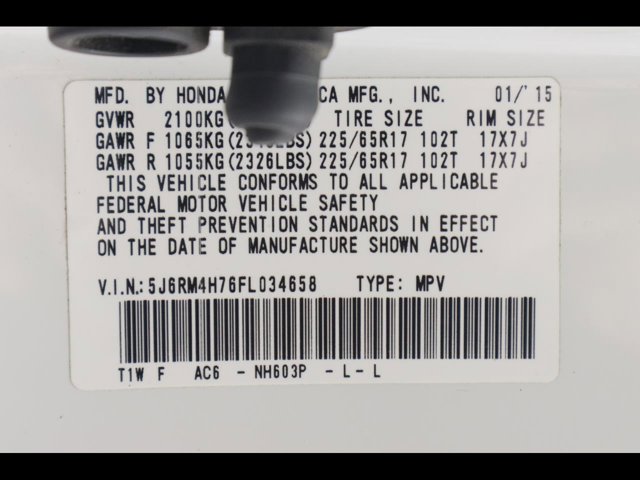 MFD. BY HONDA CA MFG., INC. 01/'15
GVWR 2100KG TIRE SIZE RIM SIZE
GAWR F 1065KG( LBS) 225/65R17 102T 17X7J
GAWR R 1055KG(2326LBS) 225/65R17 102T 17X7J
THIS VEHICLE CONFORMS TO ALL APPLICABLE
FEDERAL MOTOR VEHICLE SAFETY
AND THEFT PREVENTION STANDARDS IN EFFECT
ON THE DATE OF MANUFACTURE SHOWN ABOVE.
V.I.N.:5J6RM4H76FL034658 TYPE: MPV
T1W F AC6 - NH603P - L - L